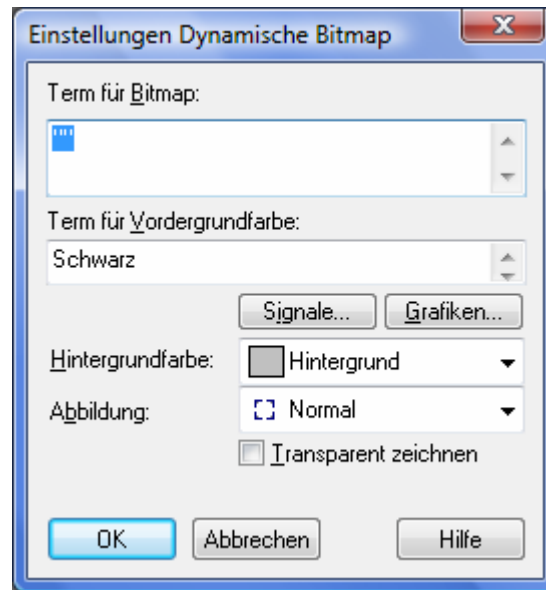 Einstellungen Dynamische Bitmap
Term für Bitmap:
""
Term für Vordergrundfarbe:
Schwarz
Signale... Grafiken...
Hintergrundfarbe: Hintergrund
Abbildung: Normal
Transparent zeichnen
OK Abbrechen Hilfe